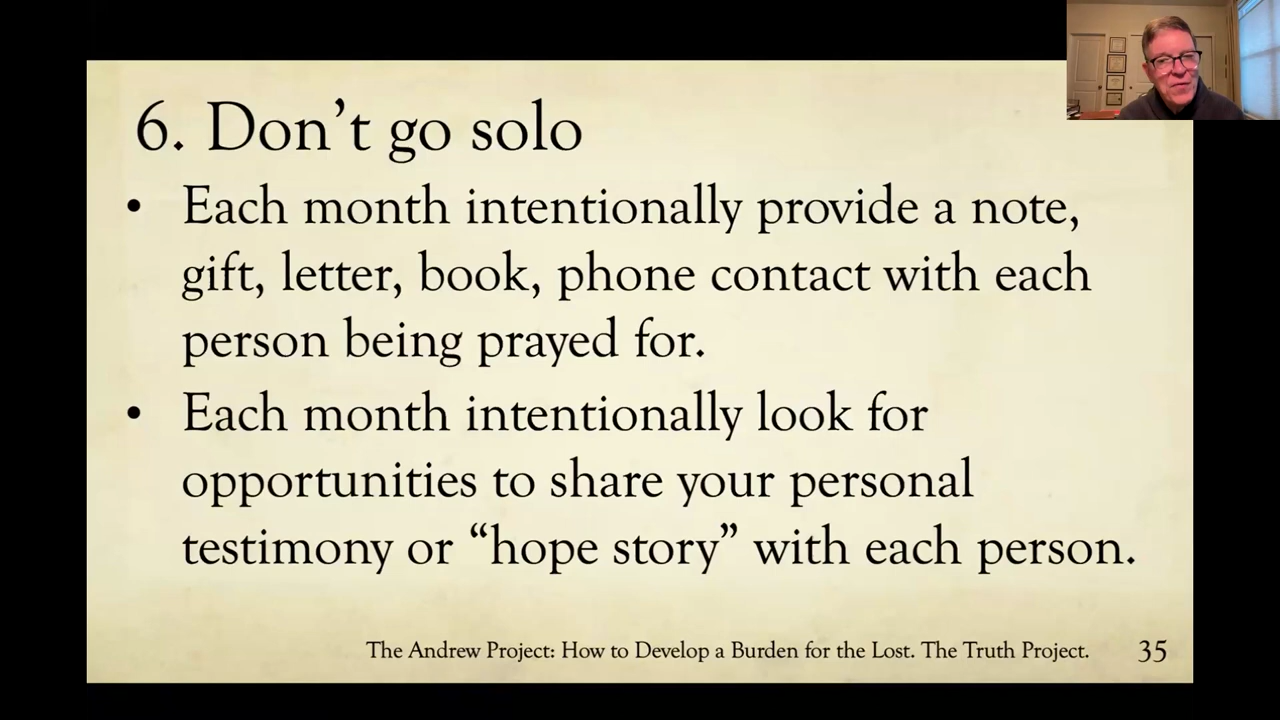 6. Don’t go solo
• Each month intentionally provide a note,
gift, letter, book, phone contact with each
person being prayed for.
• Each month intentionally look for
opportunities to share your personal
testimony or “hope story” with each person.
The Andrew Project: How to Develop a Burden for the Lost. The Truth Project. 35